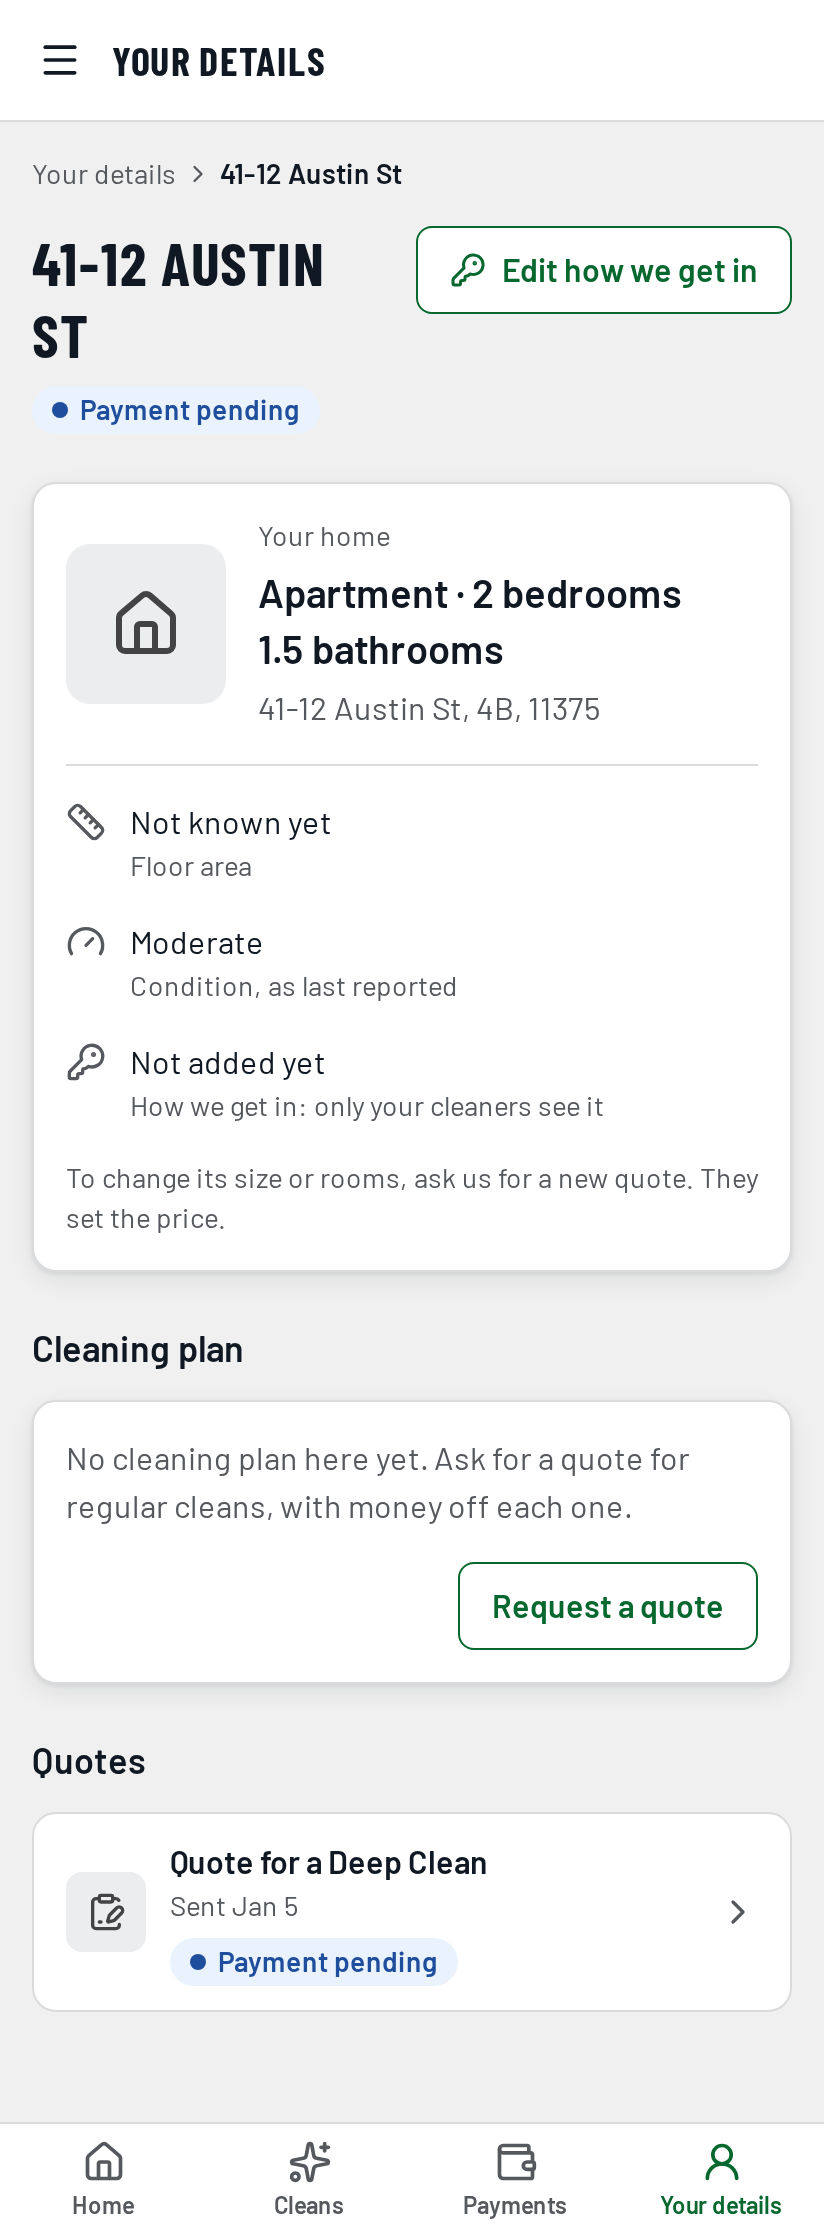 YOUR DETAILS
Your details > 41-12 Austin St
41-12 AUSTIN
ST
Edit how we get in
Payment pending
Your home
Apartment · 2 bedrooms
1.5 bathrooms
41-12 Austin St, 4B, 11375
Not known yet
Floor area
Moderate
Condition, as last reported
Not added yet
How we get in: only your cleaners see it
To change its size or rooms, ask us for a new quote. They
set the price.
Cleaning plan
No cleaning plan here yet. Ask for a quote for
regular cleans, with money off each one.
Request a quote
Quotes
Quote for a Deep Clean
Sent Jan 5
Payment pending
Home
Cleans
Payments
Your details